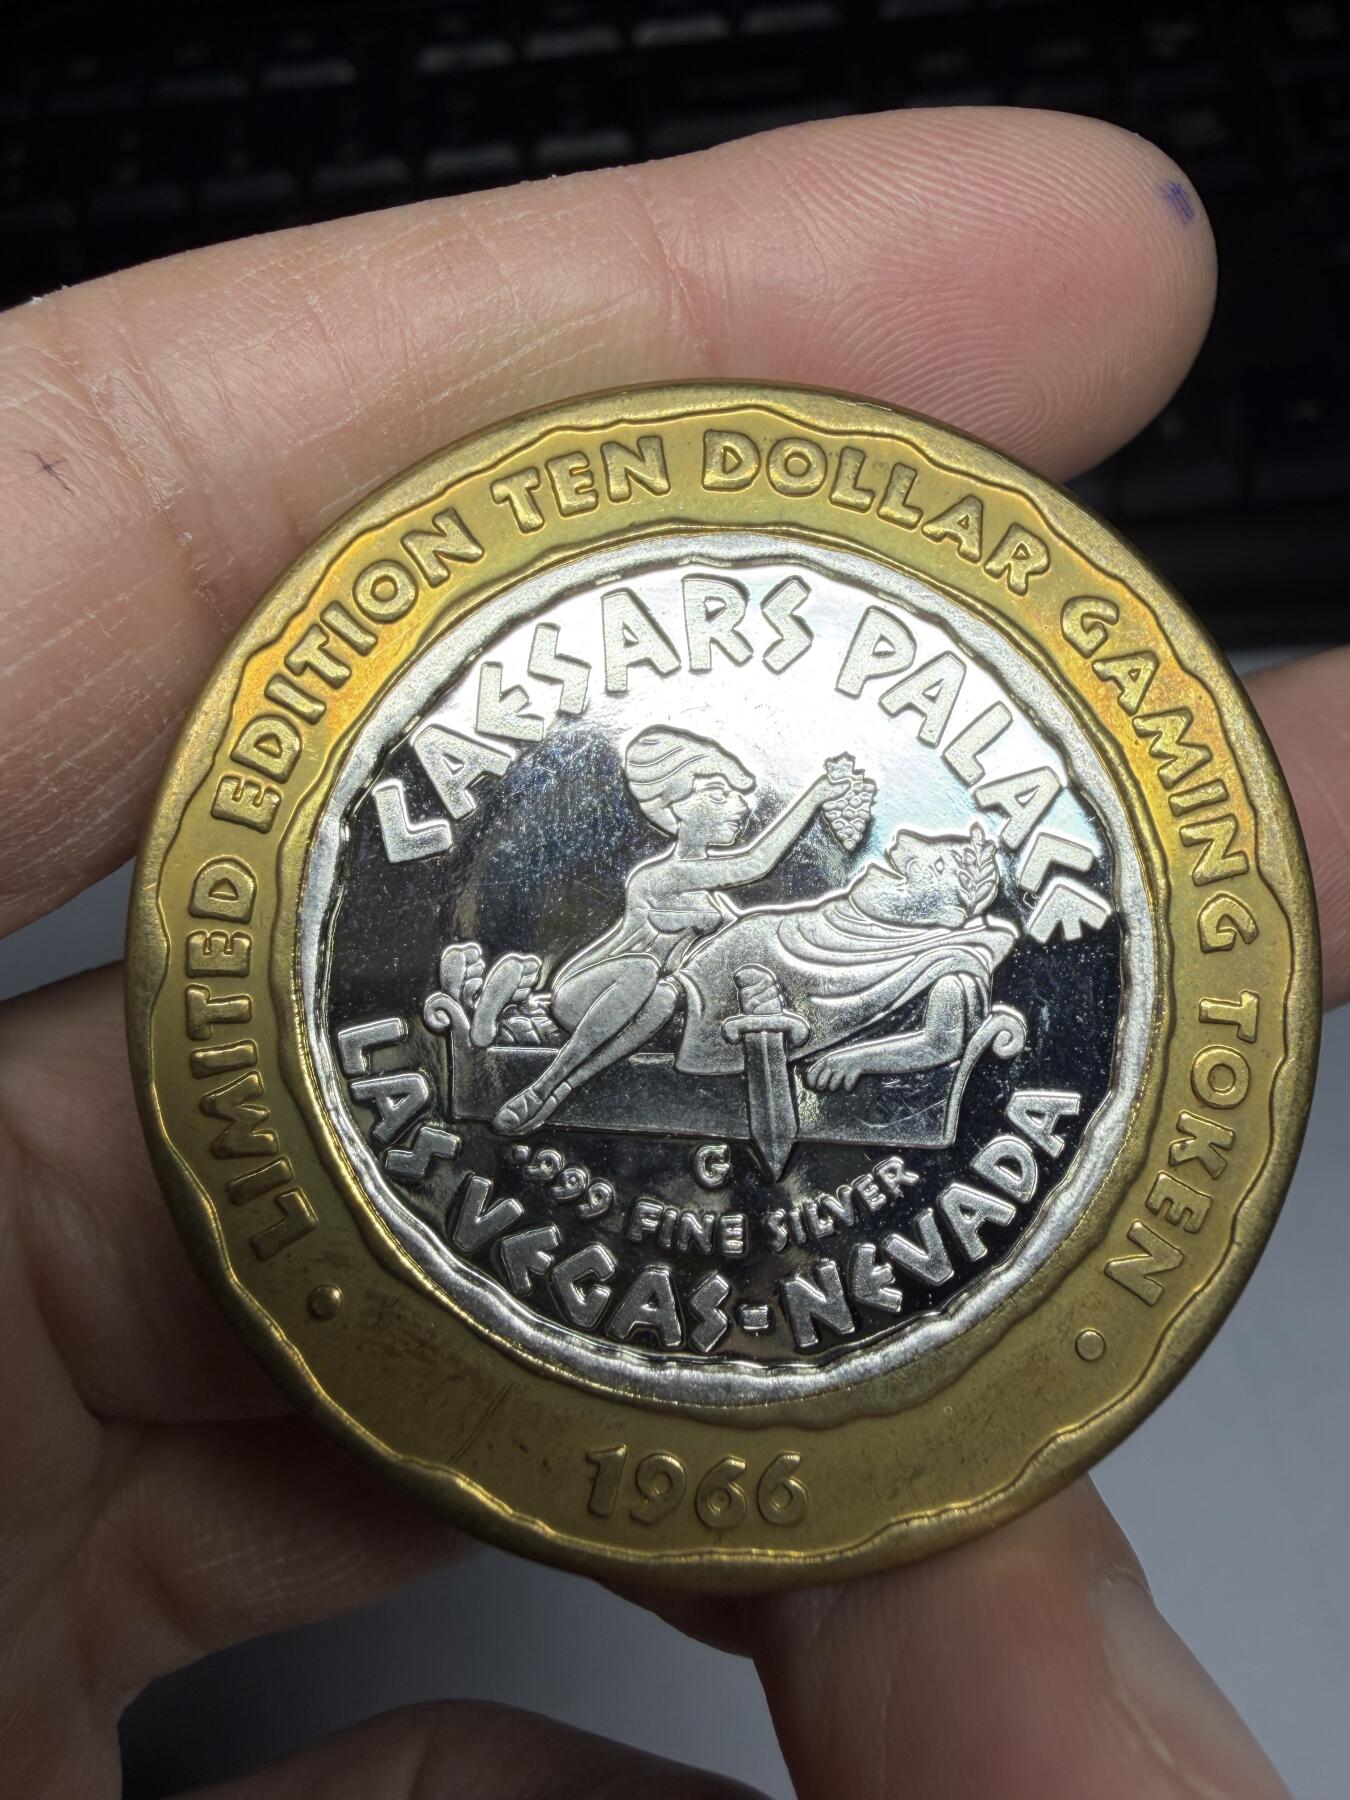 LIMITED EDITION TEN DOLLAR GAMING TOKEN
CAESARS PALACE
G
.999 FINE SILVER
LAS VEGAS-NEVADA
1966